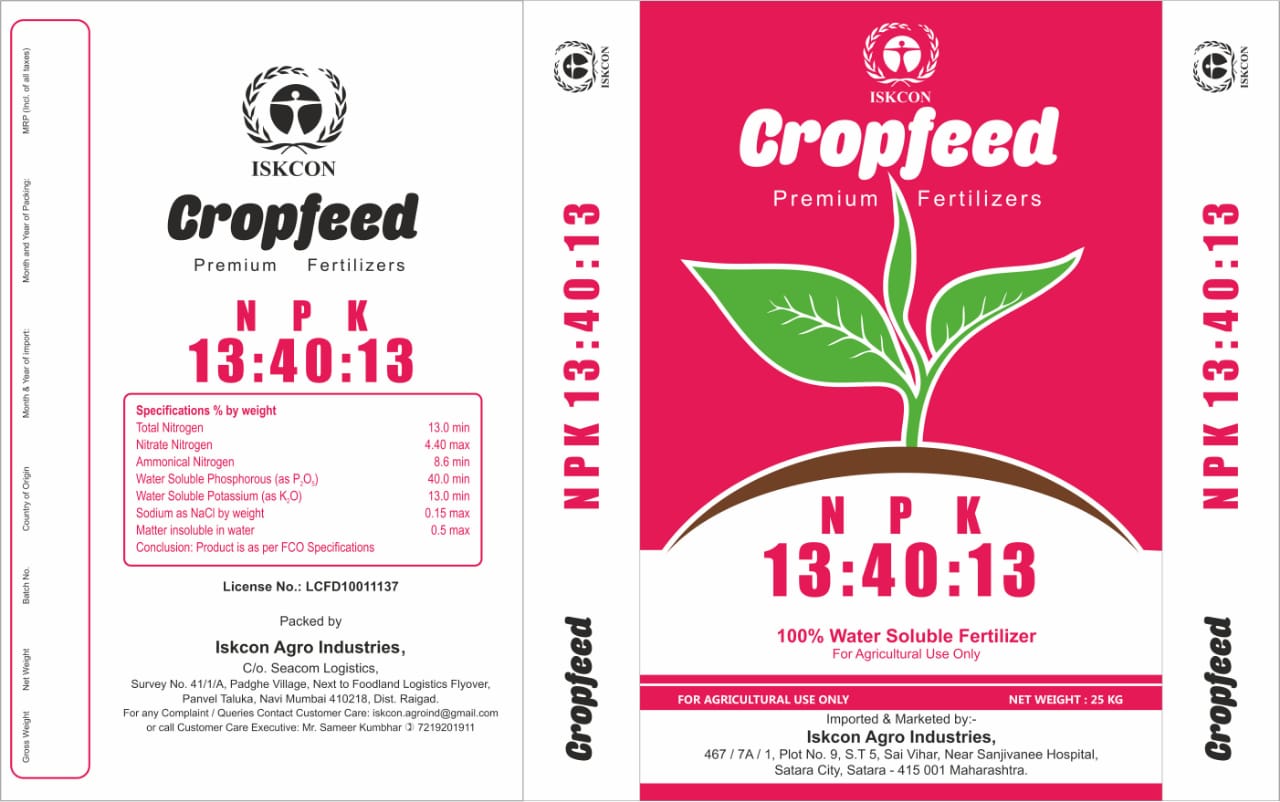 MRP (Incl. of all taxes)
Month and Year of Packing:
Month & Year of import:
Country of Origin
Batch No.
Net Weight
Gross Weight
ISKCON
Cropfeed
Premium Fertilizers
N P K
13:40:13
Specifications % by weight
Total Nitrogen 13.0 min
Nitrate Nitrogen 4.40 max
Ammonical Nitrogen 8.6 min
Water Soluble Phosphorous (as P₂O₅) 40.0 min
Water Soluble Potassium (as K₂O) 13.0 min
Sodium as NaCl by weight 0.15 max
Matter insoluble in water 0.5 max
Conclusion: Product is as per FCO Specifications
License No.: LCFD10011137
Packed by
Iskcon Agro Industries,
C/o. Seacom Logistics,
Survey No. 41/1/A, Padghe Village, Next to Foodland Logistics Flyover,
Panvel Taluka, Navi Mumbai 410218, Dist. Raigad.
For any Complaint / Queries Contact Customer Care: iskcon.agroind@gmail.com
or call Customer Care Executive: Mr. Sameer Kumbhar ✆ 7219201911
ISKCON
NPK 13:40:13
Cropfeed
ISKCON
Cropfeed
Premium Fertilizers
N P K
13:40:13
100% Water Soluble Fertilizer
For Agricultural Use Only
FOR AGRICULTURAL USE ONLY NET WEIGHT : 25 KG
Imported & Marketed by:-
Iskcon Agro Industries,
467 / 7A / 1, Plot No. 9, S.T 5, Sai Vihar, Near Sanjivanee Hospital,
Satara City, Satara - 415 001 Maharashtra.
ISKCON
NPK 13:40:13
Cropfeed